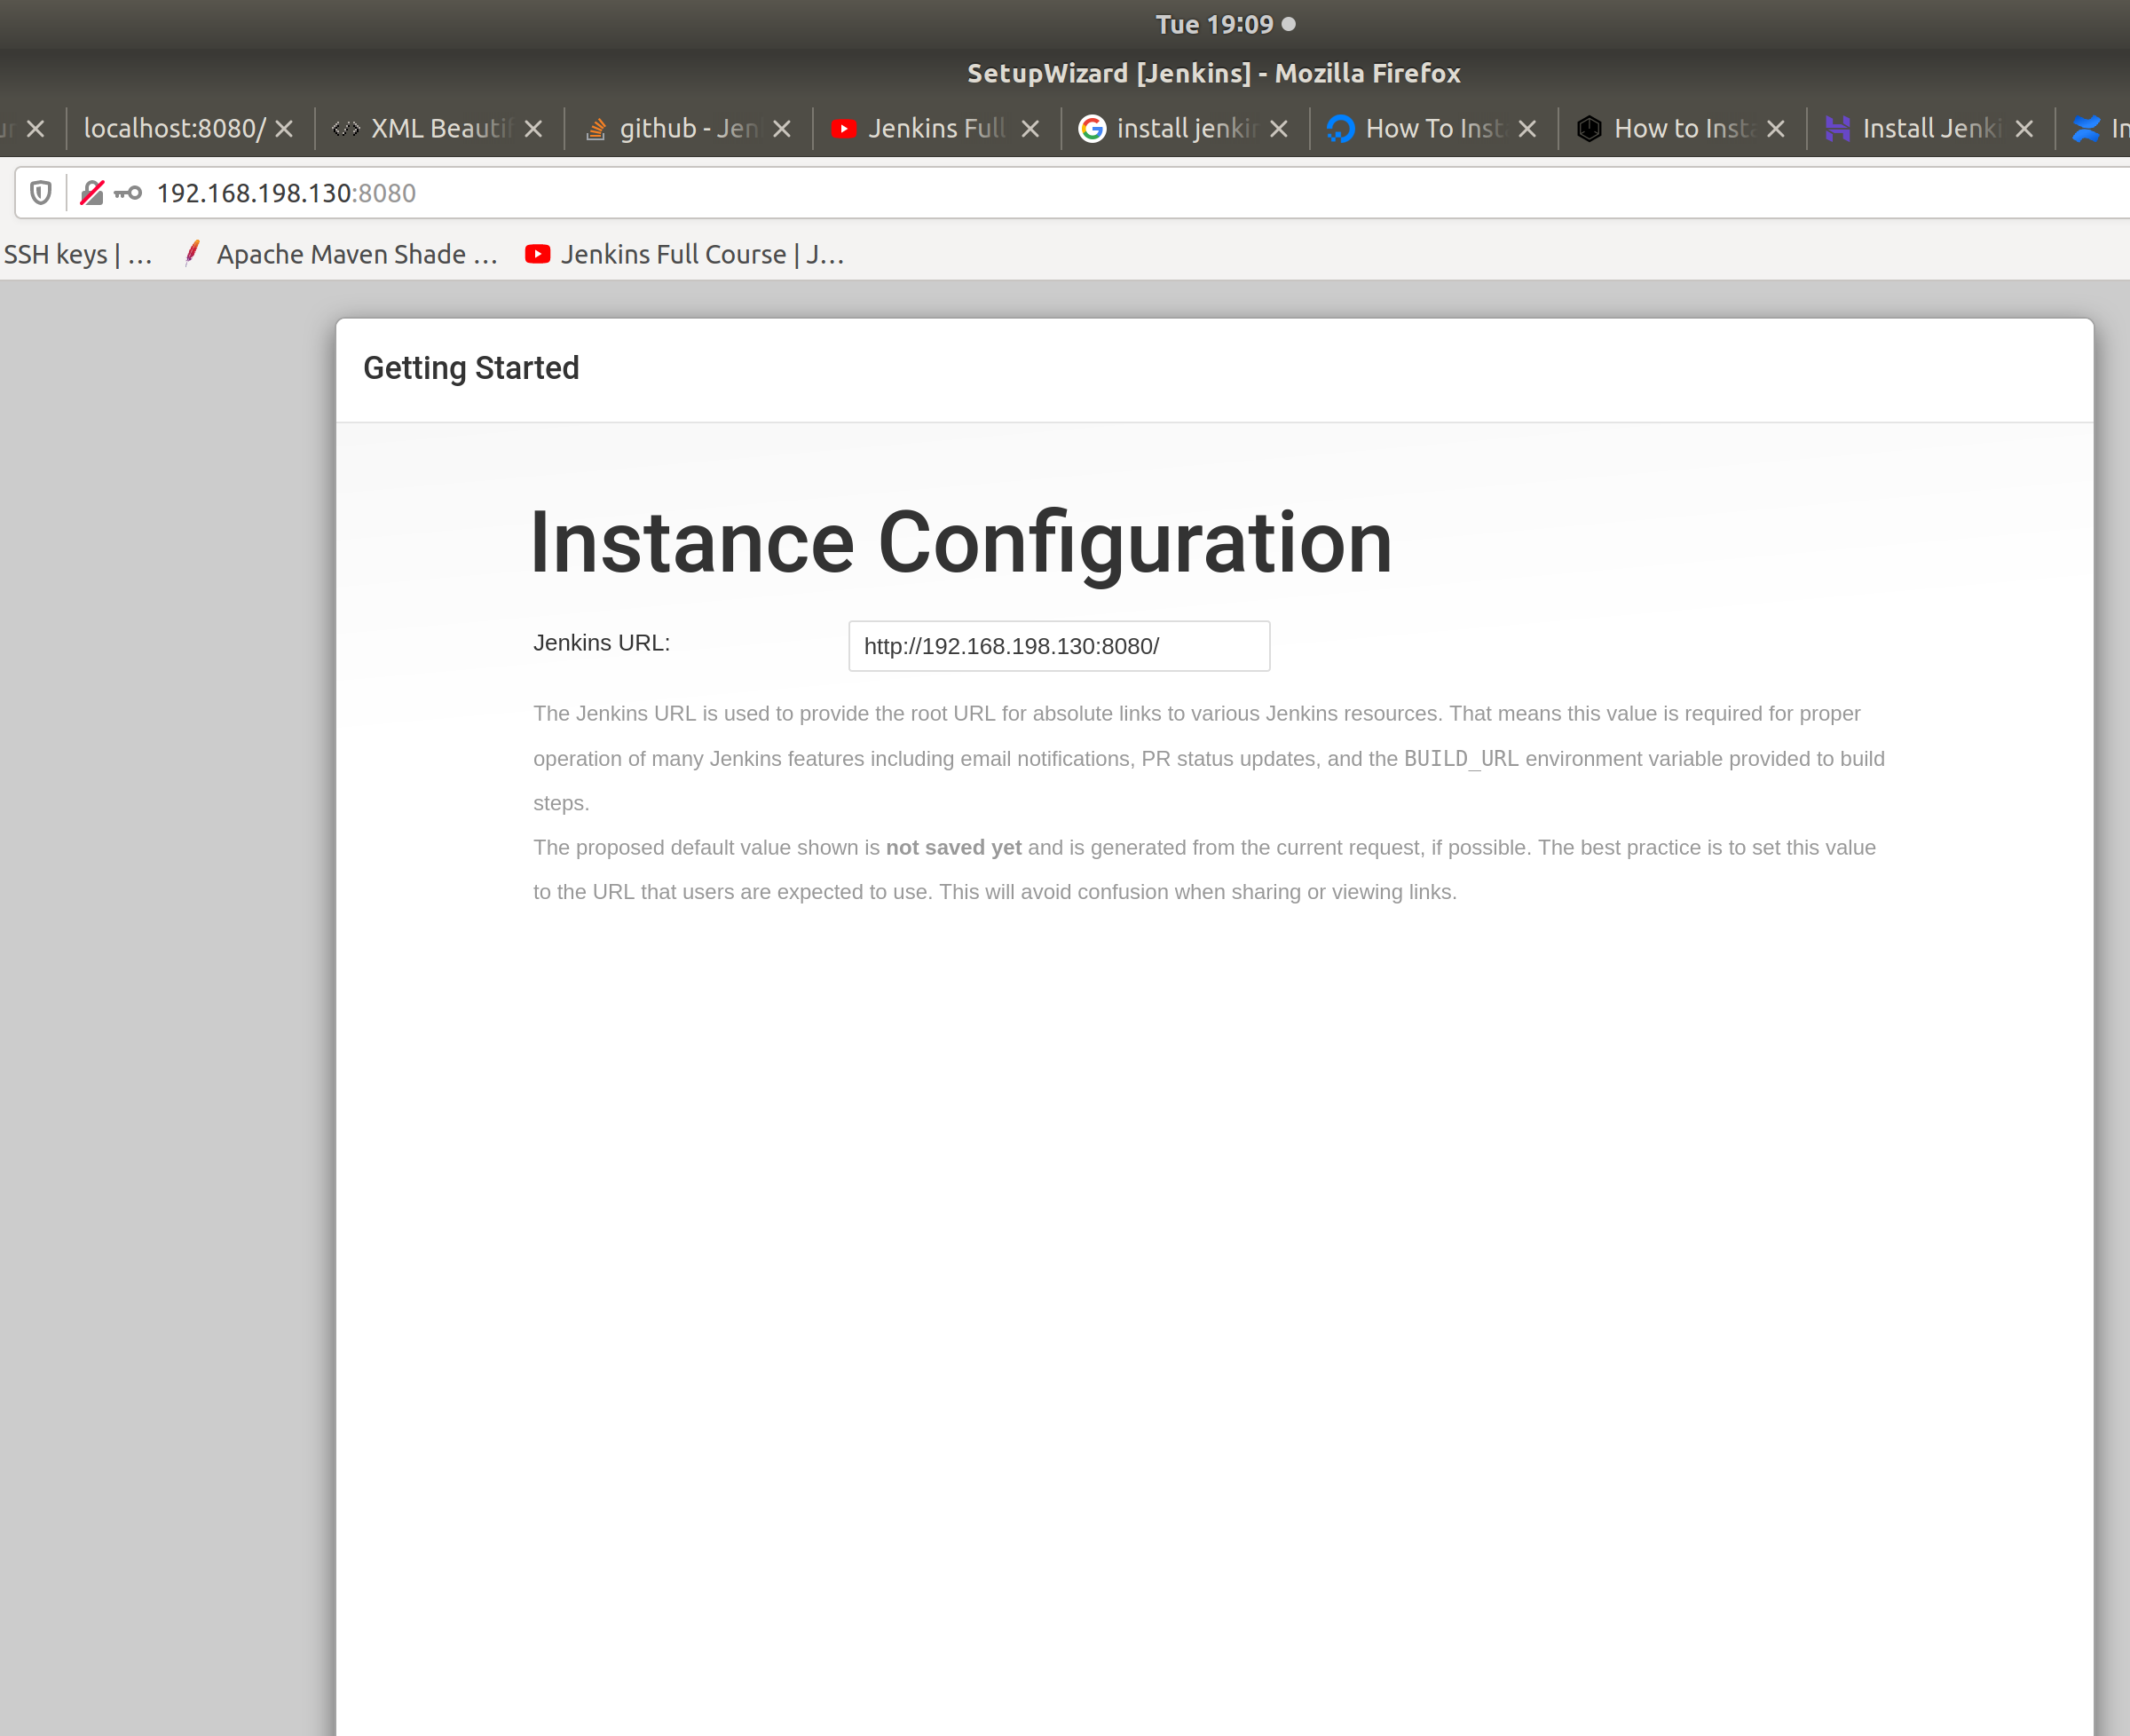 Tue 19:09
SetupWizard [Jenkins] - Mozilla Firefox
localhost:8080/ XML Beautif github - Jen Jenkins Full install jenkin How To Inst How to Insta Install Jenki In
192.168.198.130:8080
SSH keys | … Apache Maven Shade … Jenkins Full Course | J…
Getting Started
Instance Configuration
Jenkins URL: http://192.168.198.130:8080/
The Jenkins URL is used to provide the root URL for absolute links to various Jenkins resources. That means this value is required for proper
operation of many Jenkins features including email notifications, PR status updates, and the BUILD_URL environment variable provided to build
steps.
The proposed default value shown is not saved yet and is generated from the current request, if possible. The best practice is to set this value
to the URL that users are expected to use. This will avoid confusion when sharing or viewing links.